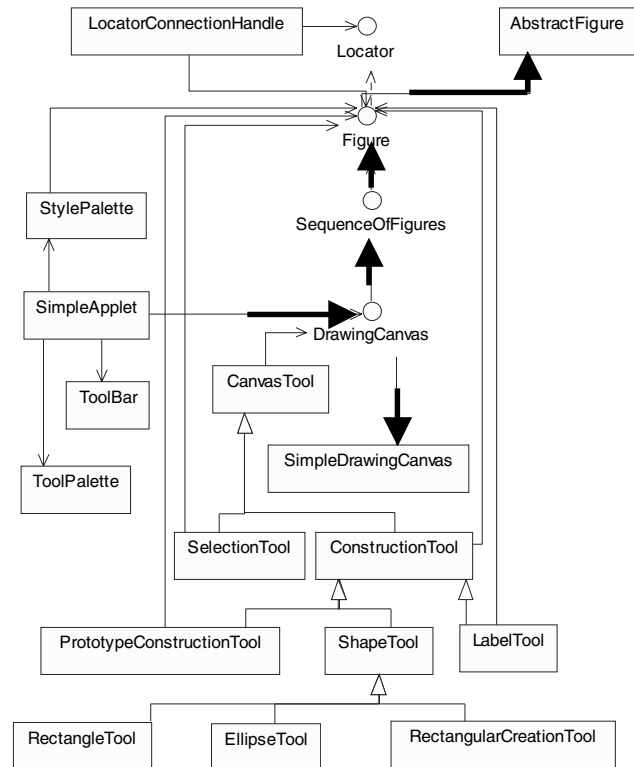 LocatorConnectionHandle
AbstractFigure
Locator
Figure
StylePalette
SequenceOfFigures
SimpleApplet
DrawingCanvas
CanvasTool
ToolBar
SimpleDrawingCanvas
ToolPalette
SelectionTool
ConstructionTool
PrototypeConstructionTool
ShapeTool
LabelTool
RectangleTool
EllipseTool
RectangularCreationTool